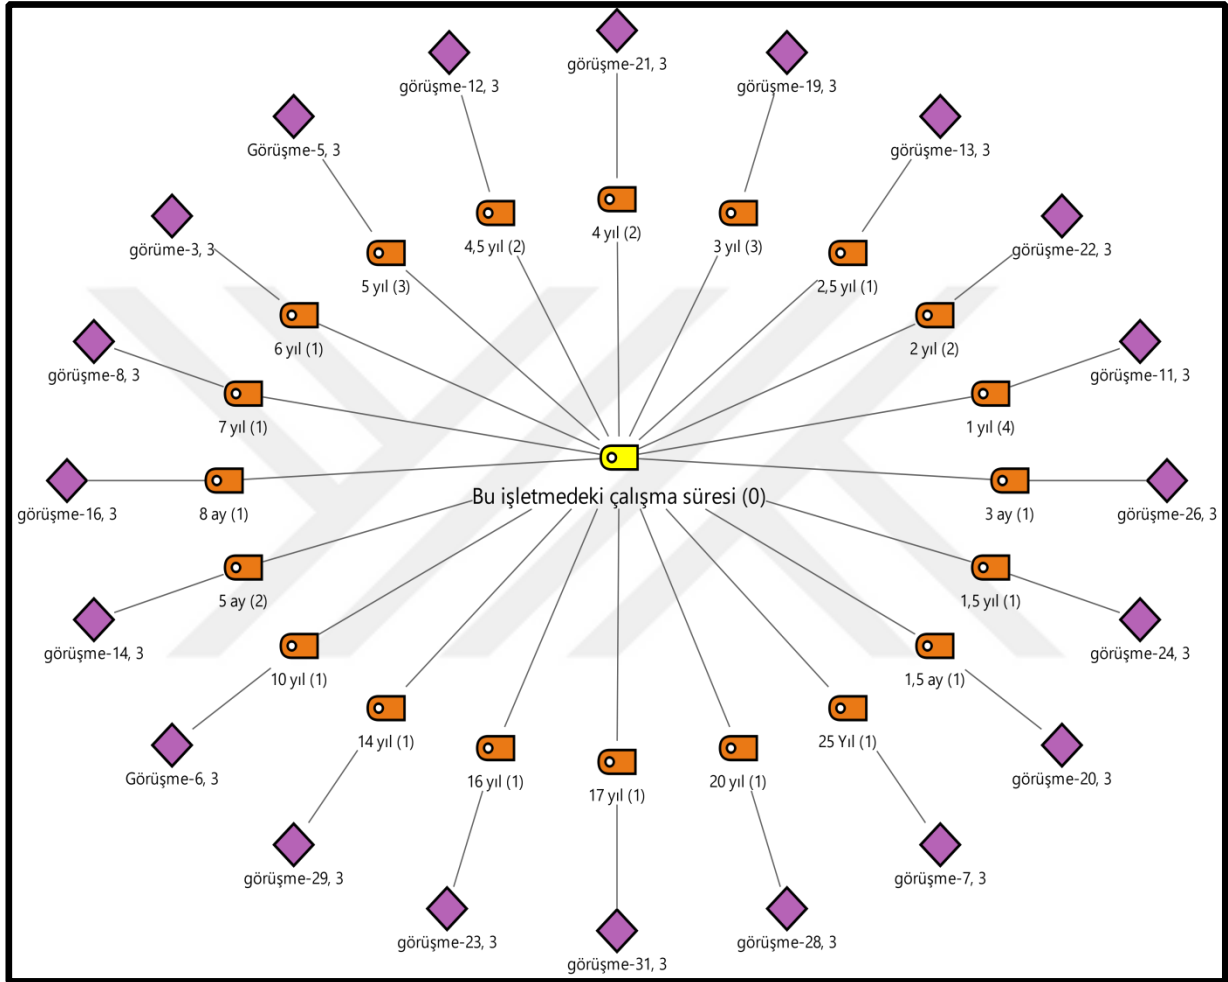 görüşme-21, 3
görüşme-12, 3
görüşme-19, 3
Görüşme-5, 3
görüşme-13, 3
4 yıl (2)
4,5 yıl (2)
3 yıl (3)
görüme-3, 3
görüşme-22, 3
5 yıl (3)
2,5 yıl (1)
6 yıl (1)
2 yıl (2)
görüşme-8, 3
görüşme-11, 3
7 yıl (1)
1 yıl (4)
Bu işletmedeki çalışma süresi (0)
görüşme-16, 3
8 ay (1)
3 ay (1)
görüşme-26, 3
5 ay (2)
1,5 yıl (1)
görüşme-14, 3
görüşme-24, 3
10 yıl (1)
1,5 ay (1)
14 yıl (1)
25 Yıl (1)
Görüşme-6, 3
görüşme-20, 3
16 yıl (1)
17 yıl (1)
20 yıl (1)
görüşme-29, 3
görüşme-7, 3
görüşme-23, 3
görüşme-28, 3
görüşme-31, 3